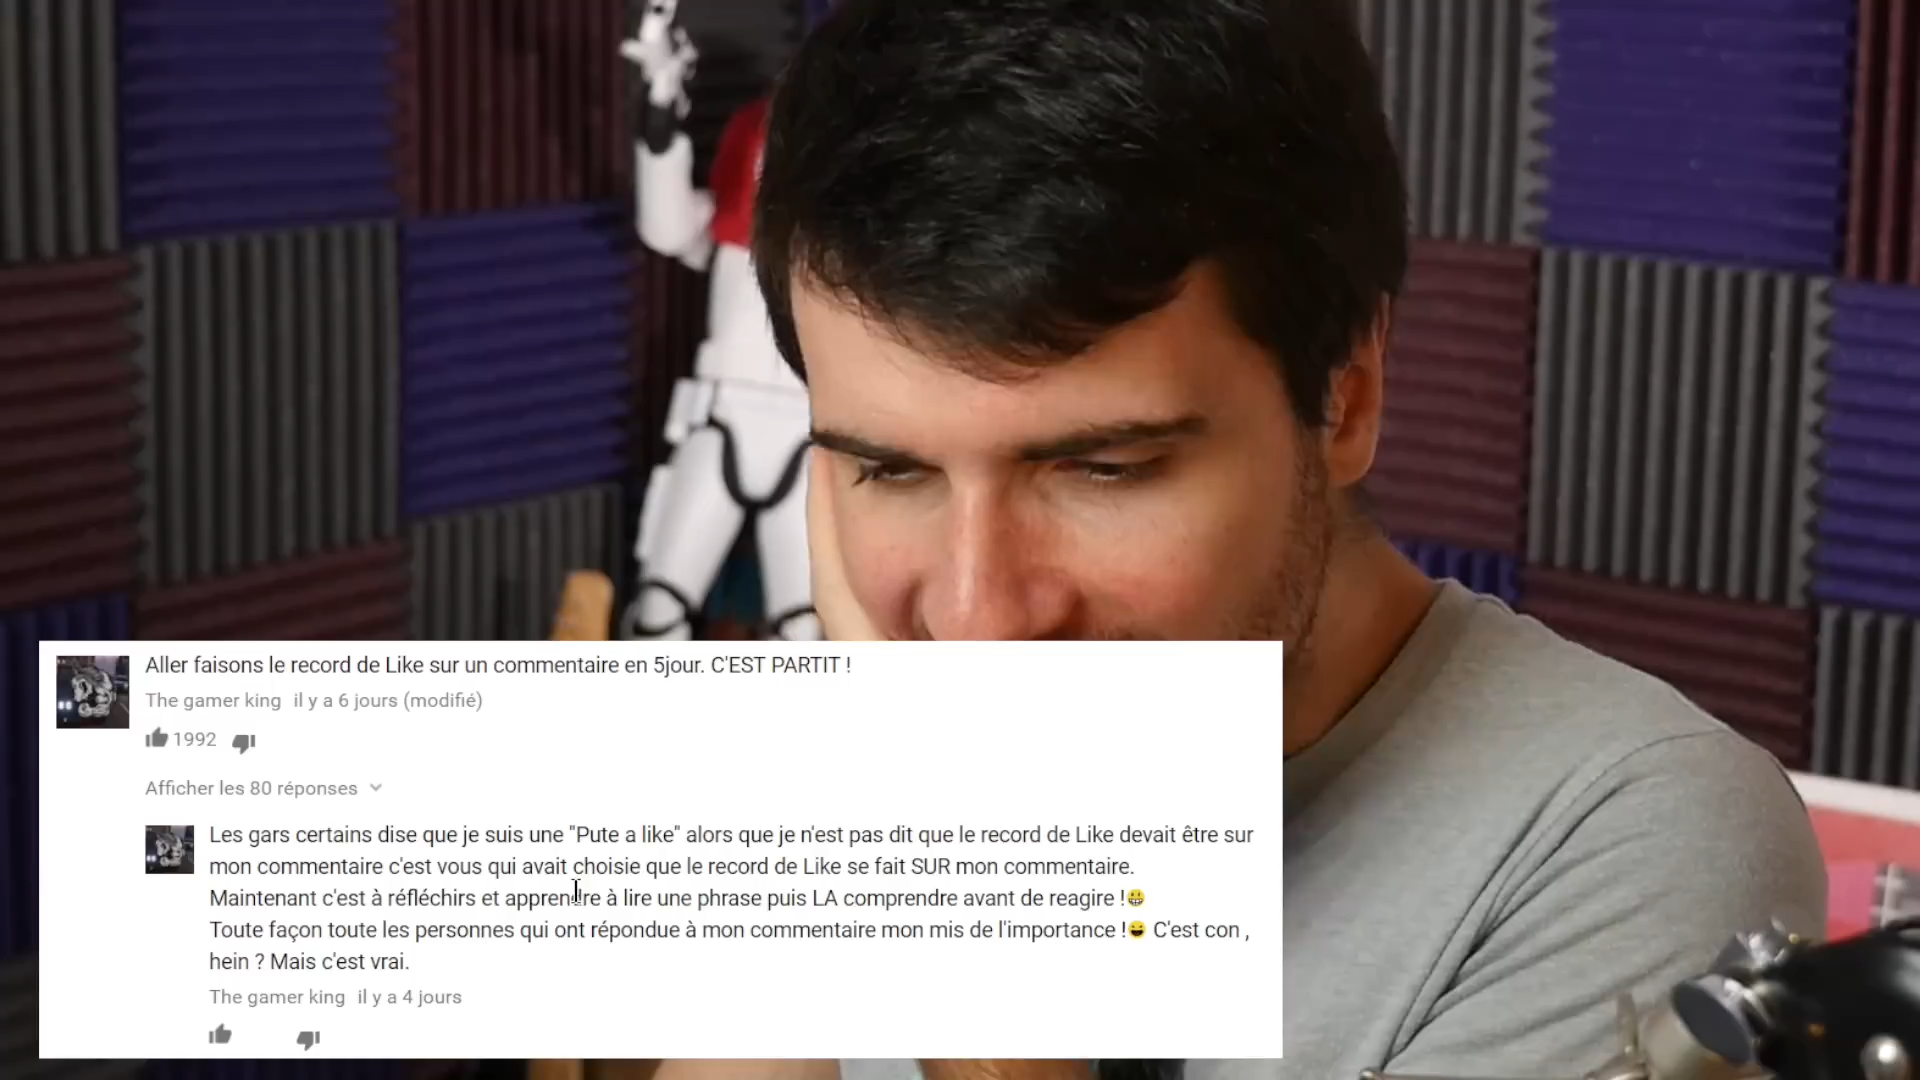 Aller faisons le record de Like sur un commentaire en 5jour. C'EST PARTIT !
The gamer king il y a 6 jours (modifié)
1992
Afficher les 80 réponses
Les gars certains dise que je suis une "Pute a like" alors que je n'est pas dit que le record de Like devait être sur
mon commentaire c'est vous qui avait choisie que le record de Like se fait SUR mon commentaire.
Maintenant c'est à réfléchirs et apprendre à lire une phrase puis LA comprendre avant de reagire !😀
Toute façon toute les personnes qui ont répondue à mon commentaire mon mis de l'importance !😄 C'est con ,
hein ? Mais c'est vrai.
The gamer king il y a 4 jours